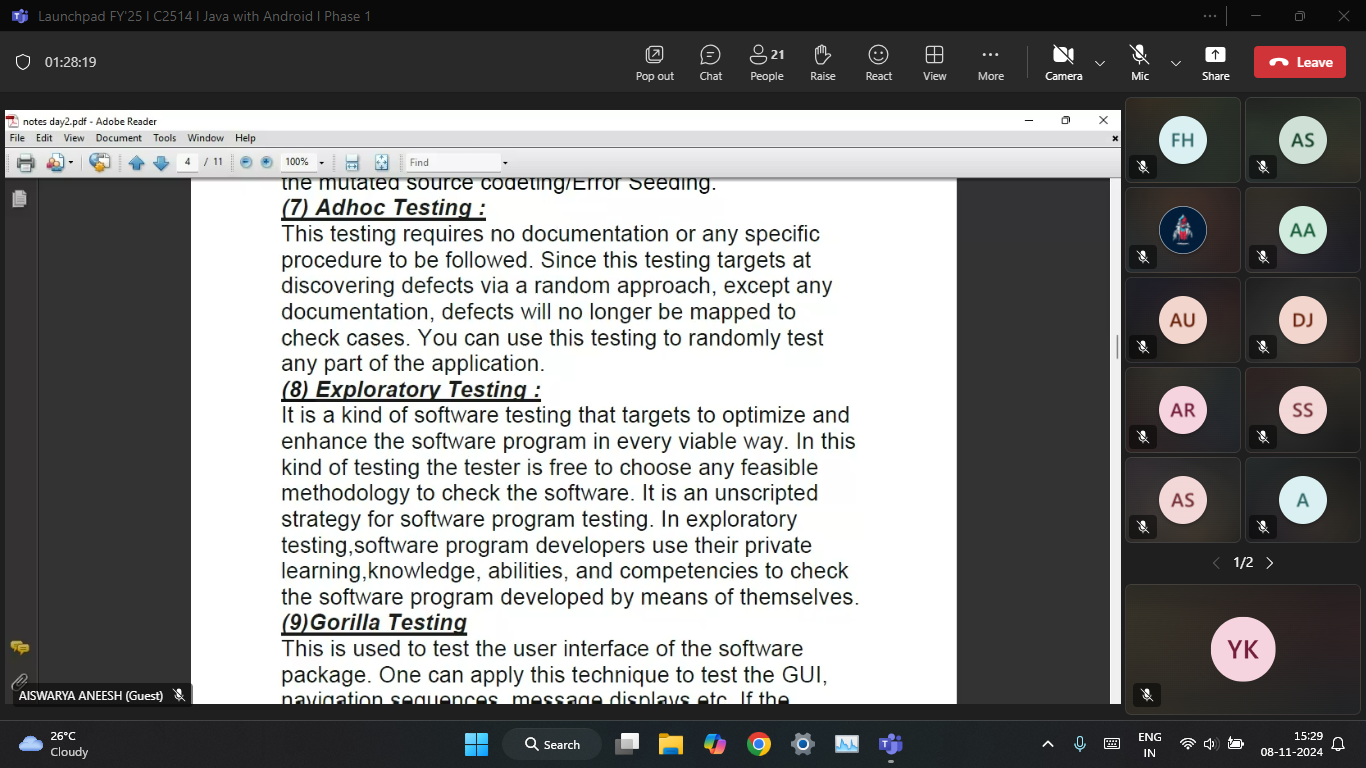 Launchpad FY'25 I C2514 I Java with Android I Phase 1
01:28:19
Pop out
Chat
21
People
Raise
React
View
More
Camera
Mic
Share
Leave
notes day2.pdf - Adobe Reader
File Edit View Document Tools Window Help
4 / 11
100%
Find
the mutated source codeting/Error Seeding.
(7) Adhoc Testing :
This testing requires no documentation or any specific
procedure to be followed. Since this testing targets at
discovering defects via a random approach, except any
documentation, defects will no longer be mapped to
check cases. You can use this testing to randomly test
any part of the application.
(8) Exploratory Testing :
It is a kind of software testing that targets to optimize and
enhance the software program in every viable way. In this
kind of testing the tester is free to choose any feasible
methodology to check the software. It is an unscripted
strategy for software program testing. In exploratory
testing,software program developers use their private
learning,knowledge, abilities, and competencies to check
the software program developed by means of themselves.
(9)Gorilla Testing
This is used to test the user interface of the software
package. One can apply this technique to test the GUI,
navigation sequences, message displays etc. If the
AISWARYA ANEESH (Guest)
FH
AS
AA
AU
DJ
AR
SS
AS
A
1/2
YK
26°C
Cloudy
Search
ENG
IN
15:29
08-11-2024